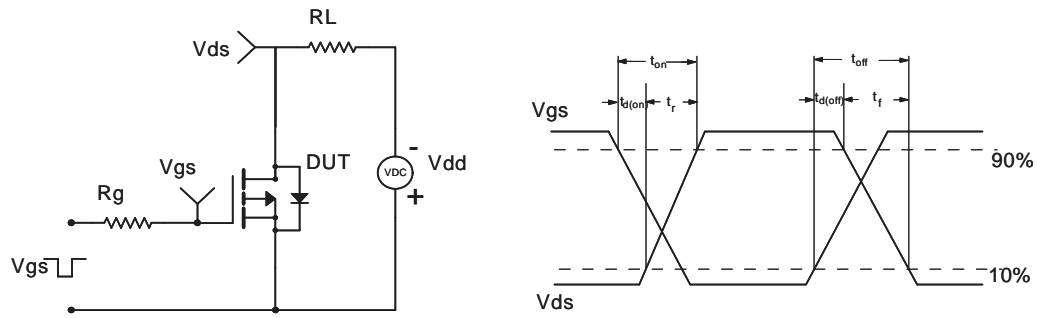 RL
Vds
Vgs
DUT
Rg
Vgs
-
VDC
+
Vdd
ton
toff
td(on)
tr
td(off)
tf
Vgs
90%
10%
Vds